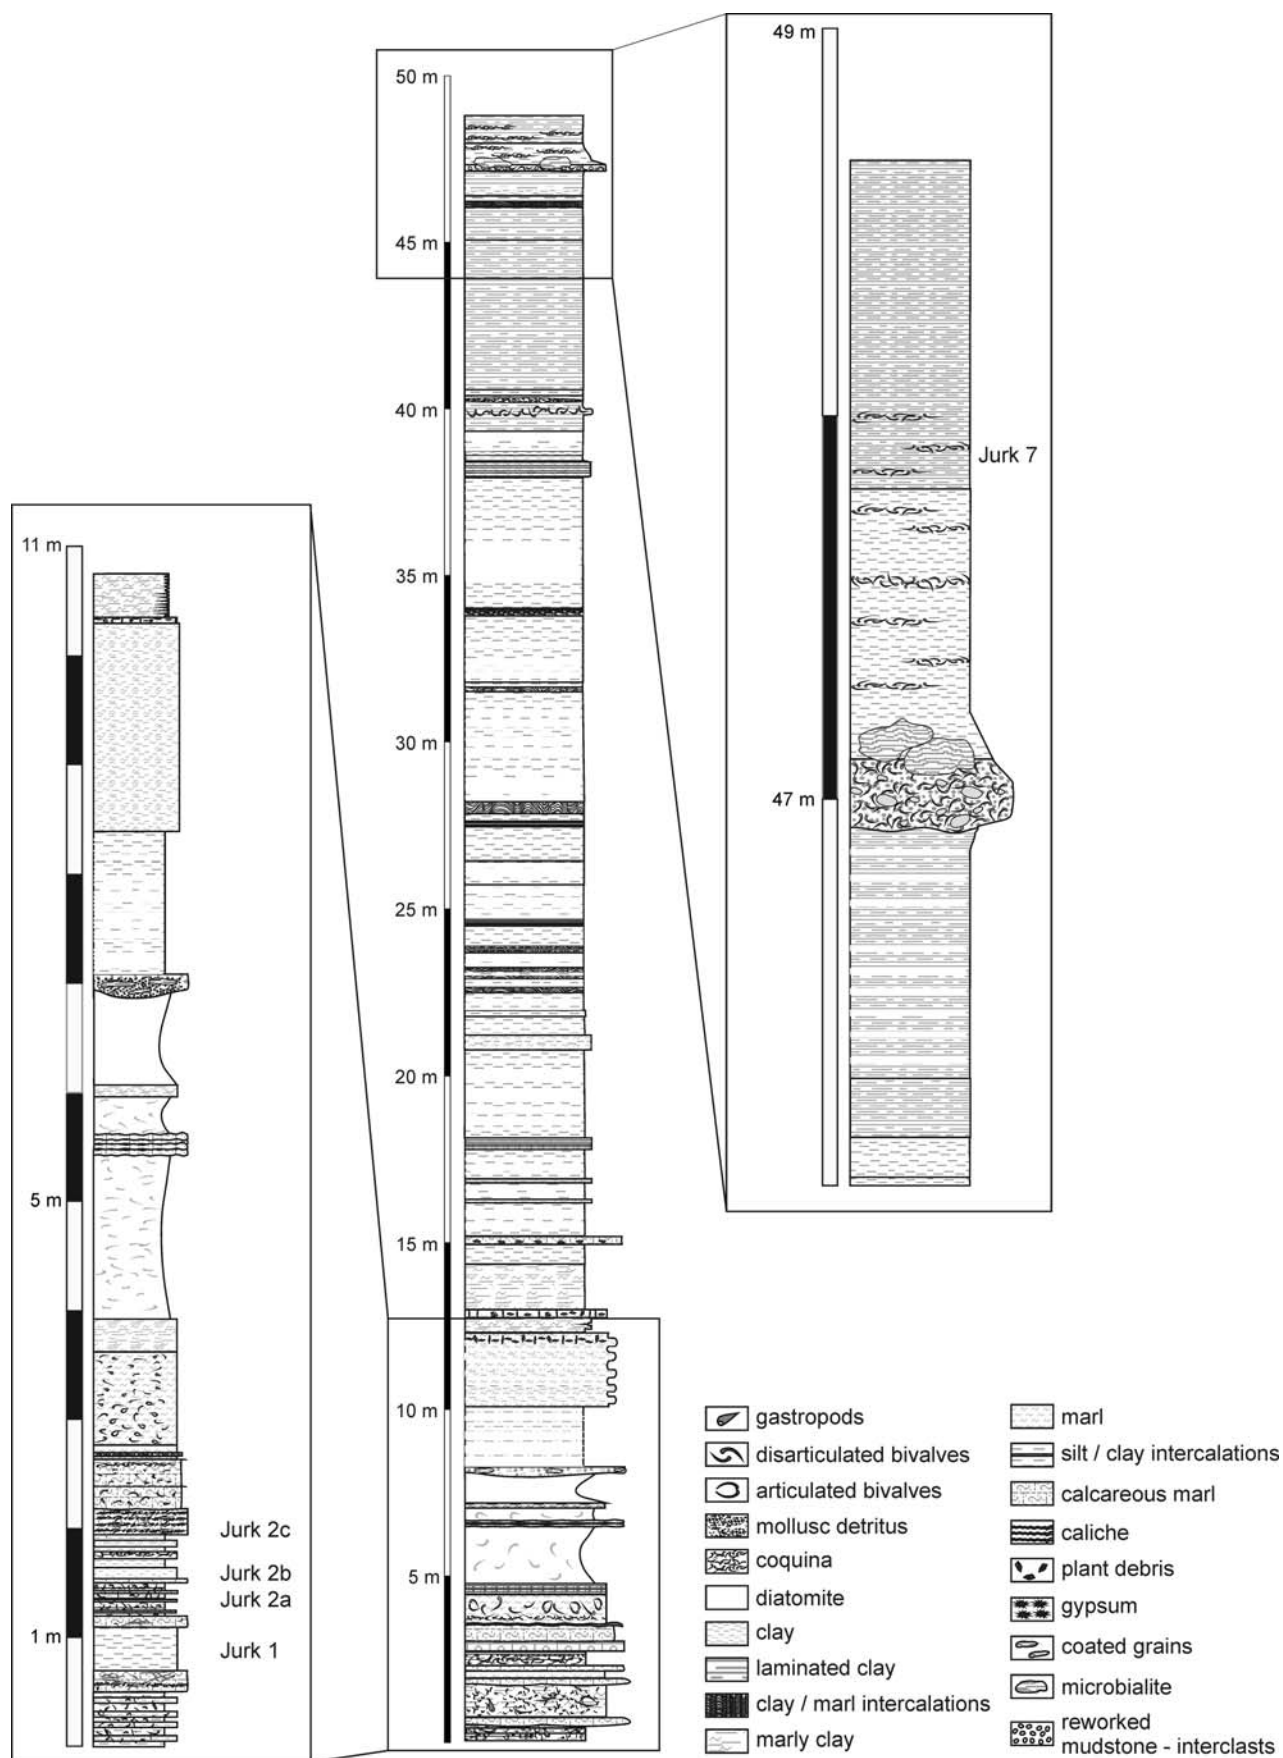 49 m
Jurk 7
47 m
50 m
45 m
40 m
35 m
30 m
25 m
20 m
15 m
10 m
5 m
11 m
5 m
Jurk 2c
Jurk 2b
Jurk 2a
1 m
Jurk 1
gastropods
disarticulated bivalves
articulated bivalves
mollusc detritus
coquina
diatomite
clay
laminated clay
clay / marl intercalations
marly clay
marl
silt / clay intercalations
calcareous marl
caliche
plant debris
gypsum
coated grains
microbialite
reworked
mudstone - interclasts